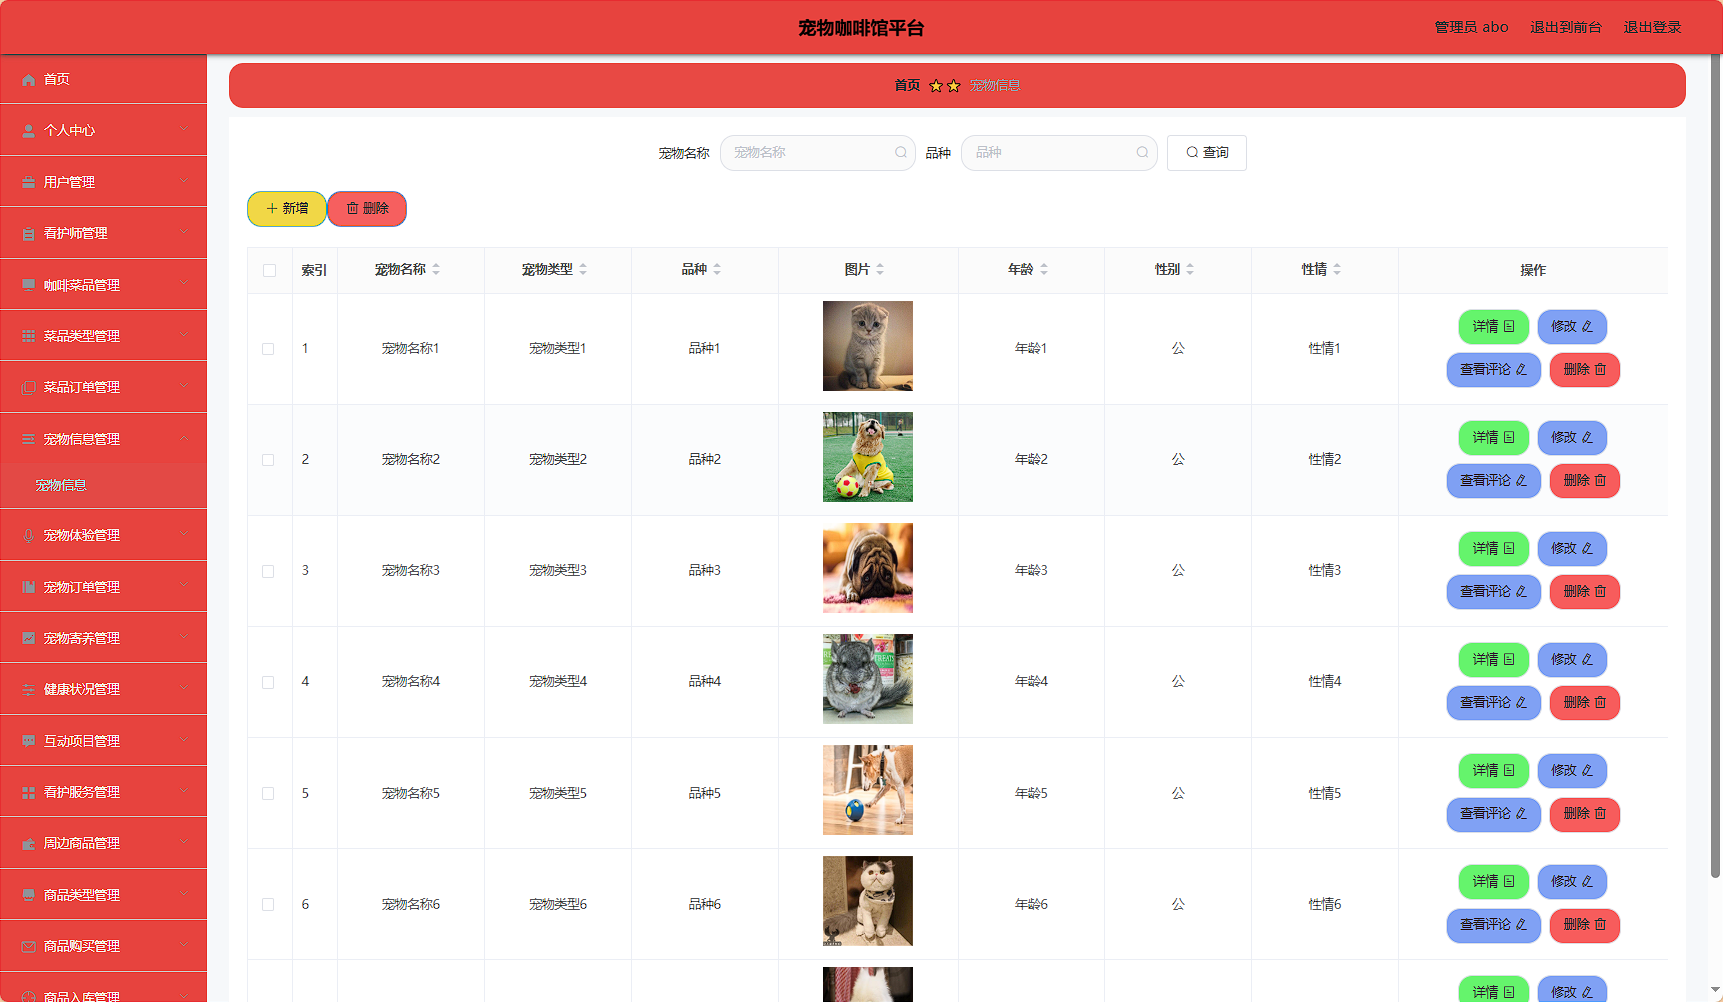 宠物咖啡馆平台
管理员 abo 退出到前台 退出登录
首页
个人中心
用户管理
看护师管理
咖啡菜品管理
菜品类型管理
菜品订单管理
宠物信息管理
宠物信息
宠物体验管理
宠物订单管理
宠物寄养管理
健康状况管理
互动项目管理
看护服务管理
周边商品管理
商品类型管理
商品购买管理
商品入库管理
首页 宠物信息
宠物名称 宠物名称 品种 品种 查询
新增 删除
索引 宠物名称 宠物类型 品种 图片 年龄 性别 性情 操作
1 宠物名称1 宠物类型1 品种1 年龄1 公 性情1 详情 修改
查看评论 删除
2 宠物名称2 宠物类型2 品种2 年龄2 公 性情2 详情 修改
查看评论 删除
3 宠物名称3 宠物类型3 品种3 年龄3 公 性情3 详情 修改
查看评论 删除
4 宠物名称4 宠物类型4 品种4 年龄4 公 性情4 详情 修改
查看评论 删除
5 宠物名称5 宠物类型5 品种5 年龄5 公 性情5 详情 修改
查看评论 删除
6 宠物名称6 宠物类型6 品种6 年龄6 公 性情6 详情 修改
查看评论 删除
详情 修改